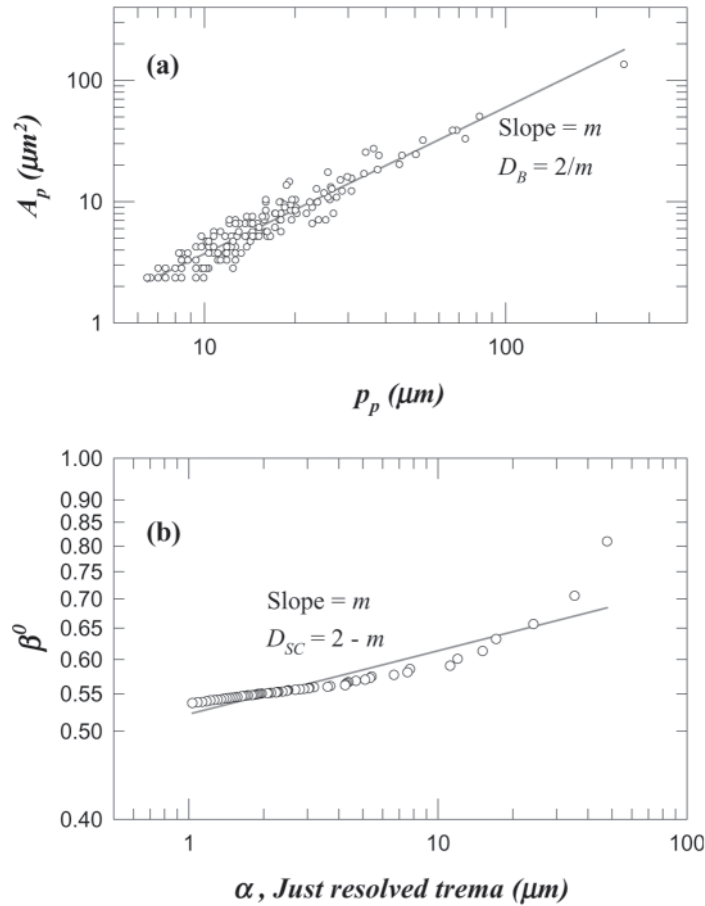 (a)
100
10
1
A_p (μm²)
Slope = m
D_B = 2/m
10
100
p_p (μm)
(b)
1.00
0.90
0.85
0.80
0.75
0.70
0.65
0.60
0.55
0.50
0.40
β⁰
Slope = m
D_SC = 2 - m
1
10
100
α , Just resolved trema (μm)